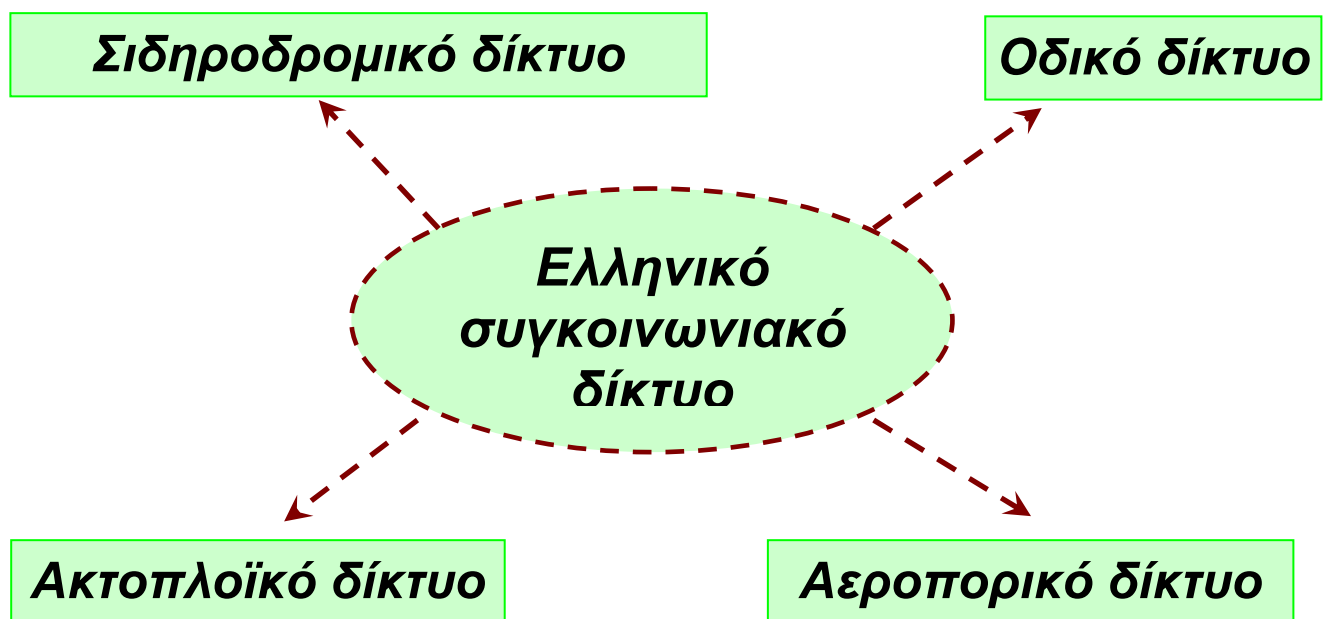 Σιδηροδρομικό δίκτυο
Οδικό δίκτυο
Ελληνικό
συγκοινωνιακό
δίκτυο
Ακτοπλοϊκό δίκτυο
Αεροπορικό δίκτυο